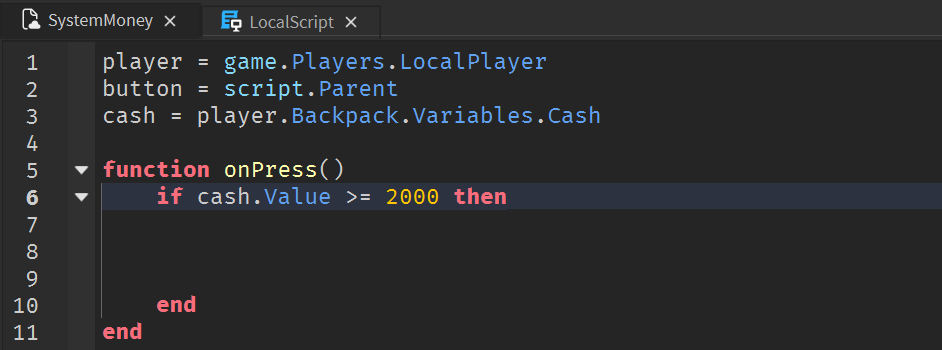 SystemMoney × LocalScript ×
1 player = game.Players.LocalPlayer
2 button = script.Parent
3 cash = player.Backpack.Variables.Cash
4
5 function onPress()
6     if cash.Value >= 2000 then
7
8
9
10     end
11 end